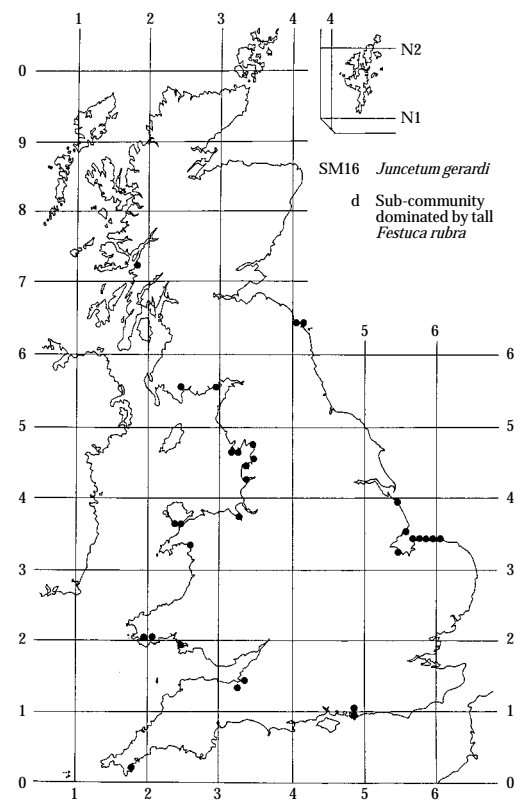 1 2 3 4 4
N2
0
N1
9
SM16 Juncetum gerardi
8
d Sub-community
dominated by tall
Festuca rubra
7
5 6
6 6
5 5
4 4
3 3
2 2
1 1
0 0
1 2 3 4 5 6